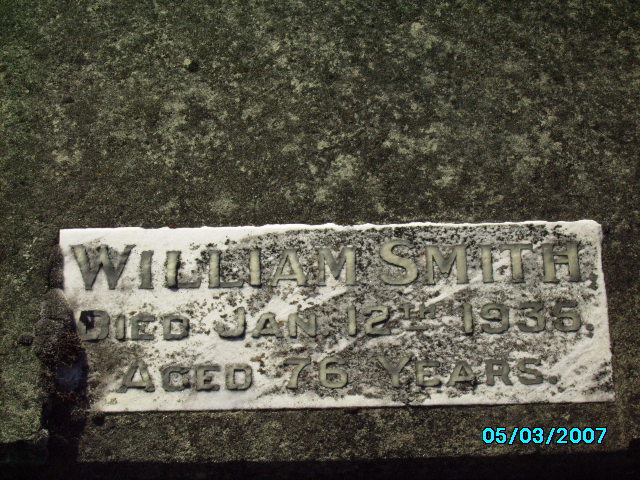 WILLIAM SMITH
DIED JAN. 12TH 1935.
AGED 76 YEARS.
05/03/2007